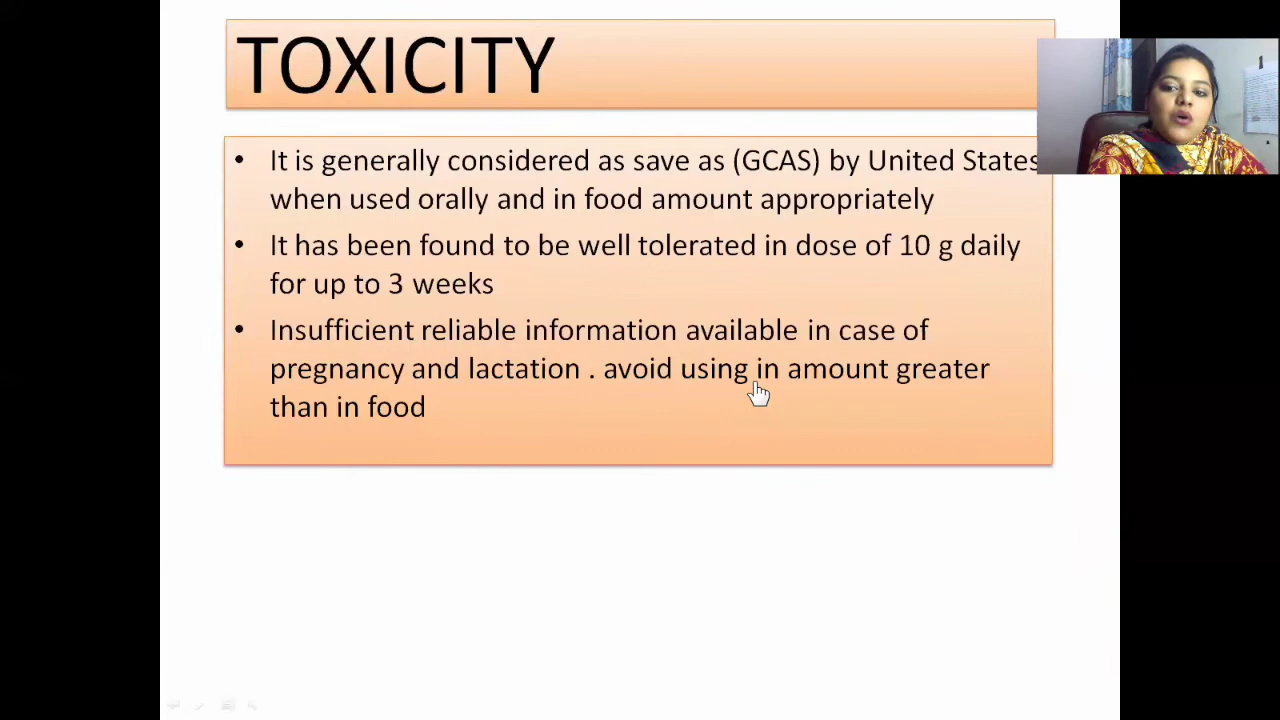 TOXICITY
• It is generally considered as save as (GCAS) by United States
when used orally and in food amount appropriately
• It has been found to be well tolerated in dose of 10 g daily
for up to 3 weeks
• Insufficient reliable information available in case of
pregnancy and lactation . avoid using in amount greater
than in food